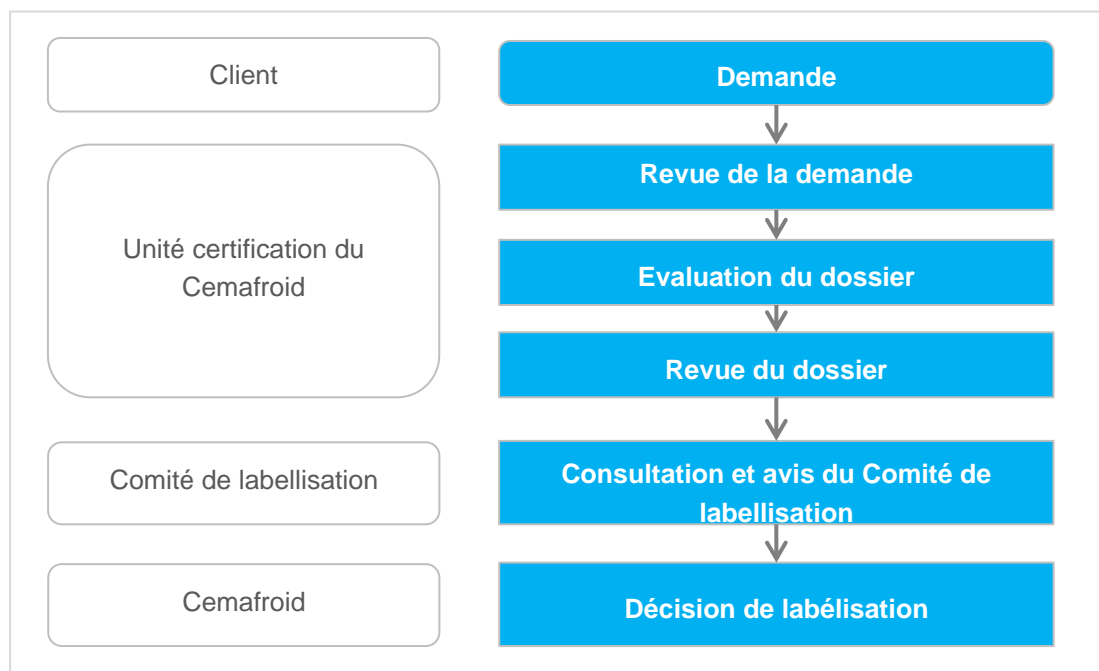 Client
Demande
Revue de la demande
Unité certification du
Cemafroid
Evaluation du dossier
Revue du dossier
Comité de labellisation
Consultation et avis du Comité de
labellisation
Cemafroid
Décision de labélisation